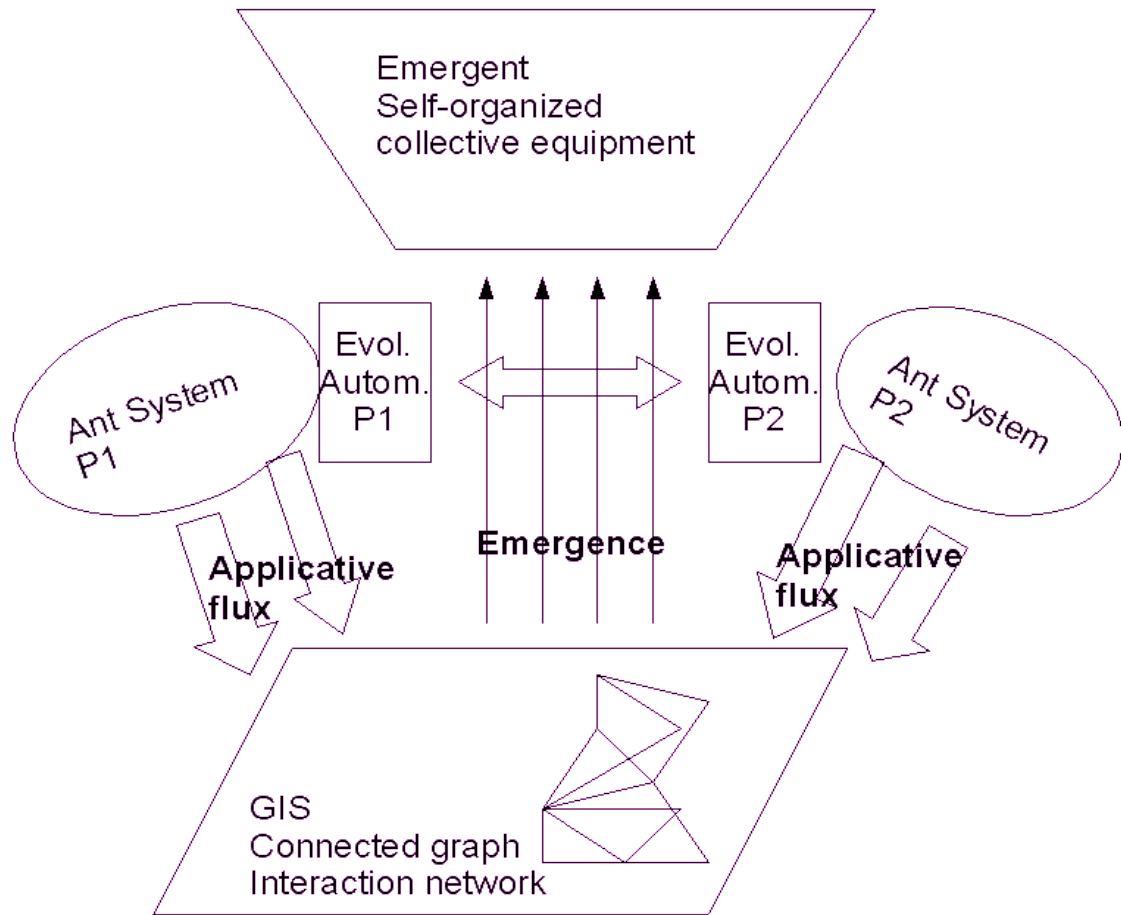 Emergent
Self-organized
collective equipment
Evol.
Autom.
P1
Evol.
Autom.
P2
Ant System
P1
Ant System
P2
Emergence
Applicative
flux
Applicative
flux
GIS
Connected graph
Interaction network